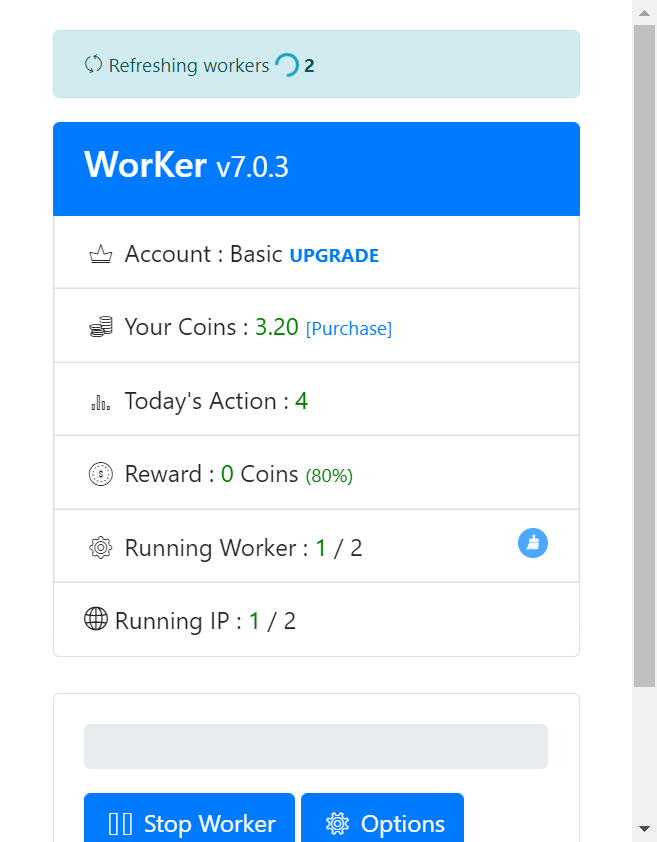 Refreshing workers 2
WorKer v7.0.3
Account : Basic UPGRADE
Your Coins : 3.20 [Purchase]
Today's Action : 4
Reward : 0 Coins (80%)
Running Worker : 1 / 2
Running IP : 1 / 2
Stop Worker
Options